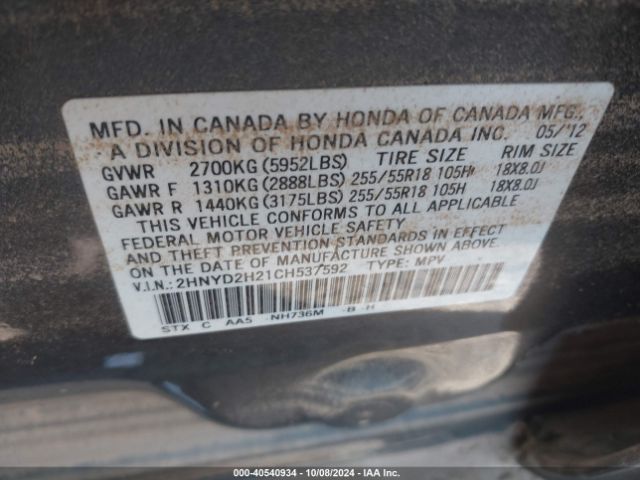 MFD. IN CANADA BY HONDA OF CANADA MFG.,
A DIVISION OF HONDA CANADA INC. 05/'12
GVWR 2700KG (5952LBS) TIRE SIZE RIM SIZE
GAWR F 1310KG (2888LBS) 255/55R18 105H 18X8.0J
GAWR R 1440KG (3175LBS) 255/55R18 105H 18X8.0J
THIS VEHICLE CONFORMS TO ALL APPLICABLE
FEDERAL MOTOR VEHICLE SAFETY
AND THEFT PREVENTION STANDARDS IN EFFECT
ON THE DATE OF MANUFACTURE SHOWN ABOVE.
V.I.N.: 2HNYD2H21CH537592 TYPE: MPV
STX C AA5 NH736M -B -H
000-40540934 - 10/08/2024 - IAA Inc.